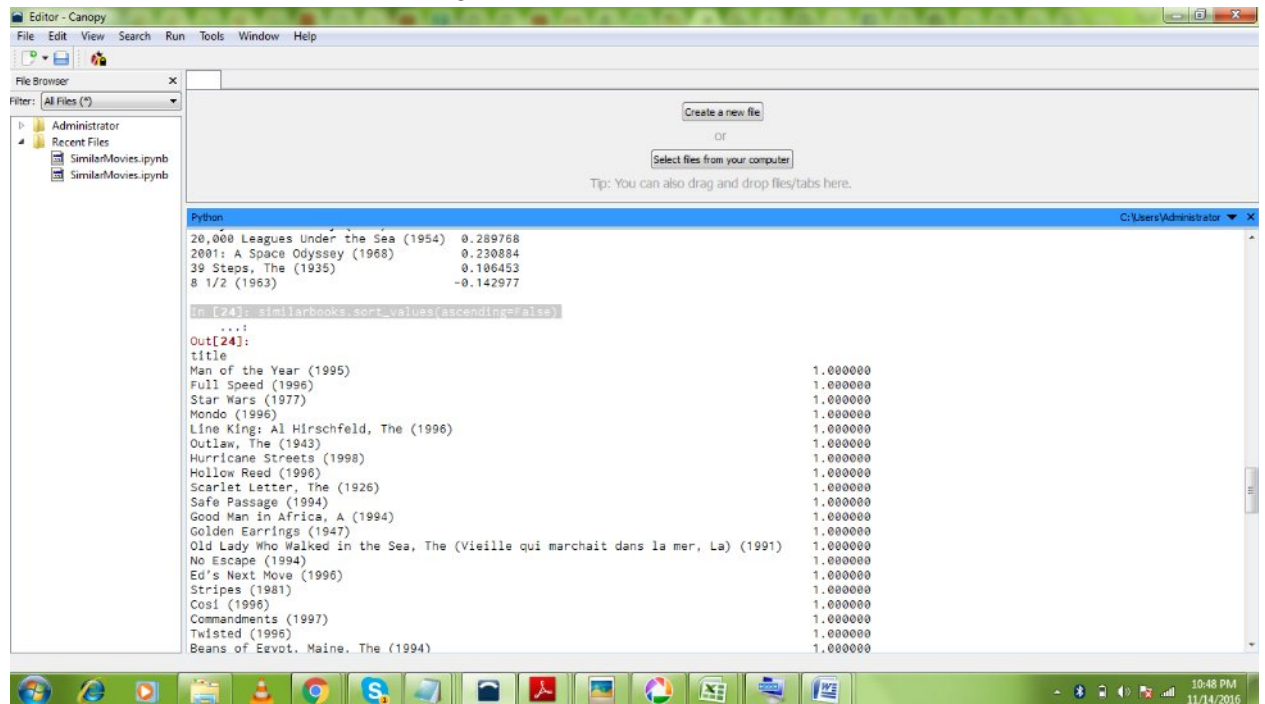 Editor - Canopy
File Edit View Search Run Tools Window Help
File Browser
Filter: All Files (*)
Administrator
Recent Files
SimilarMovies.ipynb
SimilarMovies.ipynb
Create a new file
or
Select files from your computer
Tip: You can also drag and drop files/tabs here.
Python C:\Users\Administrator
20,000 Leagues Under the Sea (1954) 0.289768
2001: A Space Odyssey (1968) 0.230884
39 Steps, The (1935) 0.106453
8 1/2 (1963) -0.142977
In [24]: similarbooks.sort_values(ascending=False)
...:
Out[24]:
title
Man of the Year (1995) 1.000000
Full Speed (1996) 1.000000
Star Wars (1977) 1.000000
Mondo (1996) 1.000000
Line King: Al Hirschfeld, The (1996) 1.000000
Outlaw, The (1943) 1.000000
Hurricane Streets (1998) 1.000000
Hollow Reed (1996) 1.000000
Scarlet Letter, The (1926) 1.000000
Safe Passage (1994) 1.000000
Good Man in Africa, A (1994) 1.000000
Golden Earrings (1947) 1.000000
Old Lady Who Walked in the Sea, The (Vieille qui marchait dans la mer, La) (1991) 1.000000
No Escape (1994) 1.000000
Ed's Next Move (1996) 1.000000
Stripes (1981) 1.000000
Cosi (1996) 1.000000
Commandments (1997) 1.000000
Twisted (1996) 1.000000
Beans of Egypt, Maine, The (1994) 1.000000
10:48 PM
11/14/2016